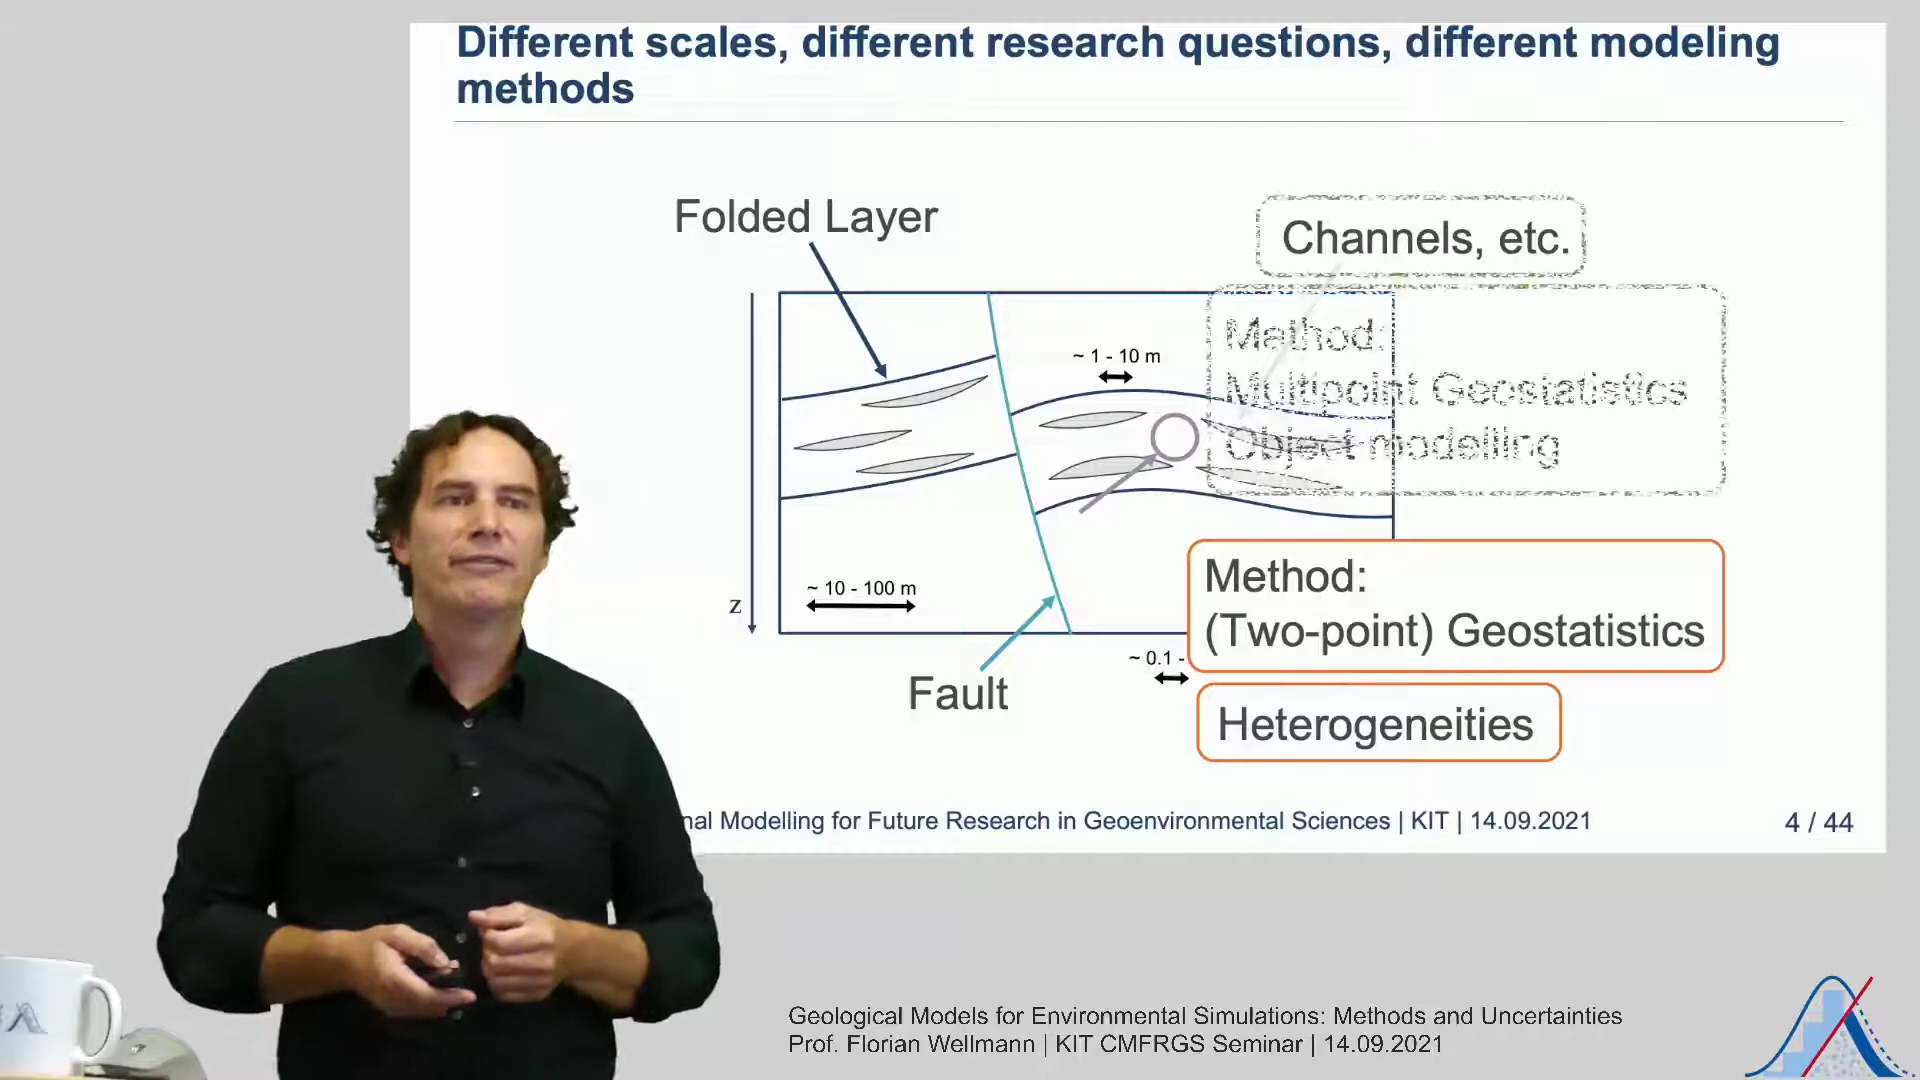 Different scales, different research questions, different modeling
methods
Folded Layer
Channels, etc.
Method:
Multipoint Geostatistics
Object modelling
~ 1 - 10 m
~ 10 - 100 m
z
Method:
(Two-point) Geostatistics
~ 0.1 -
Fault
Heterogeneities
nal Modelling for Future Research in Geoenvironmental Sciences | KIT | 14.09.2021
4 / 44
Geological Models for Environmental Simulations: Methods and Uncertainties
Prof. Florian Wellmann | KIT CMFRGS Seminar | 14.09.2021